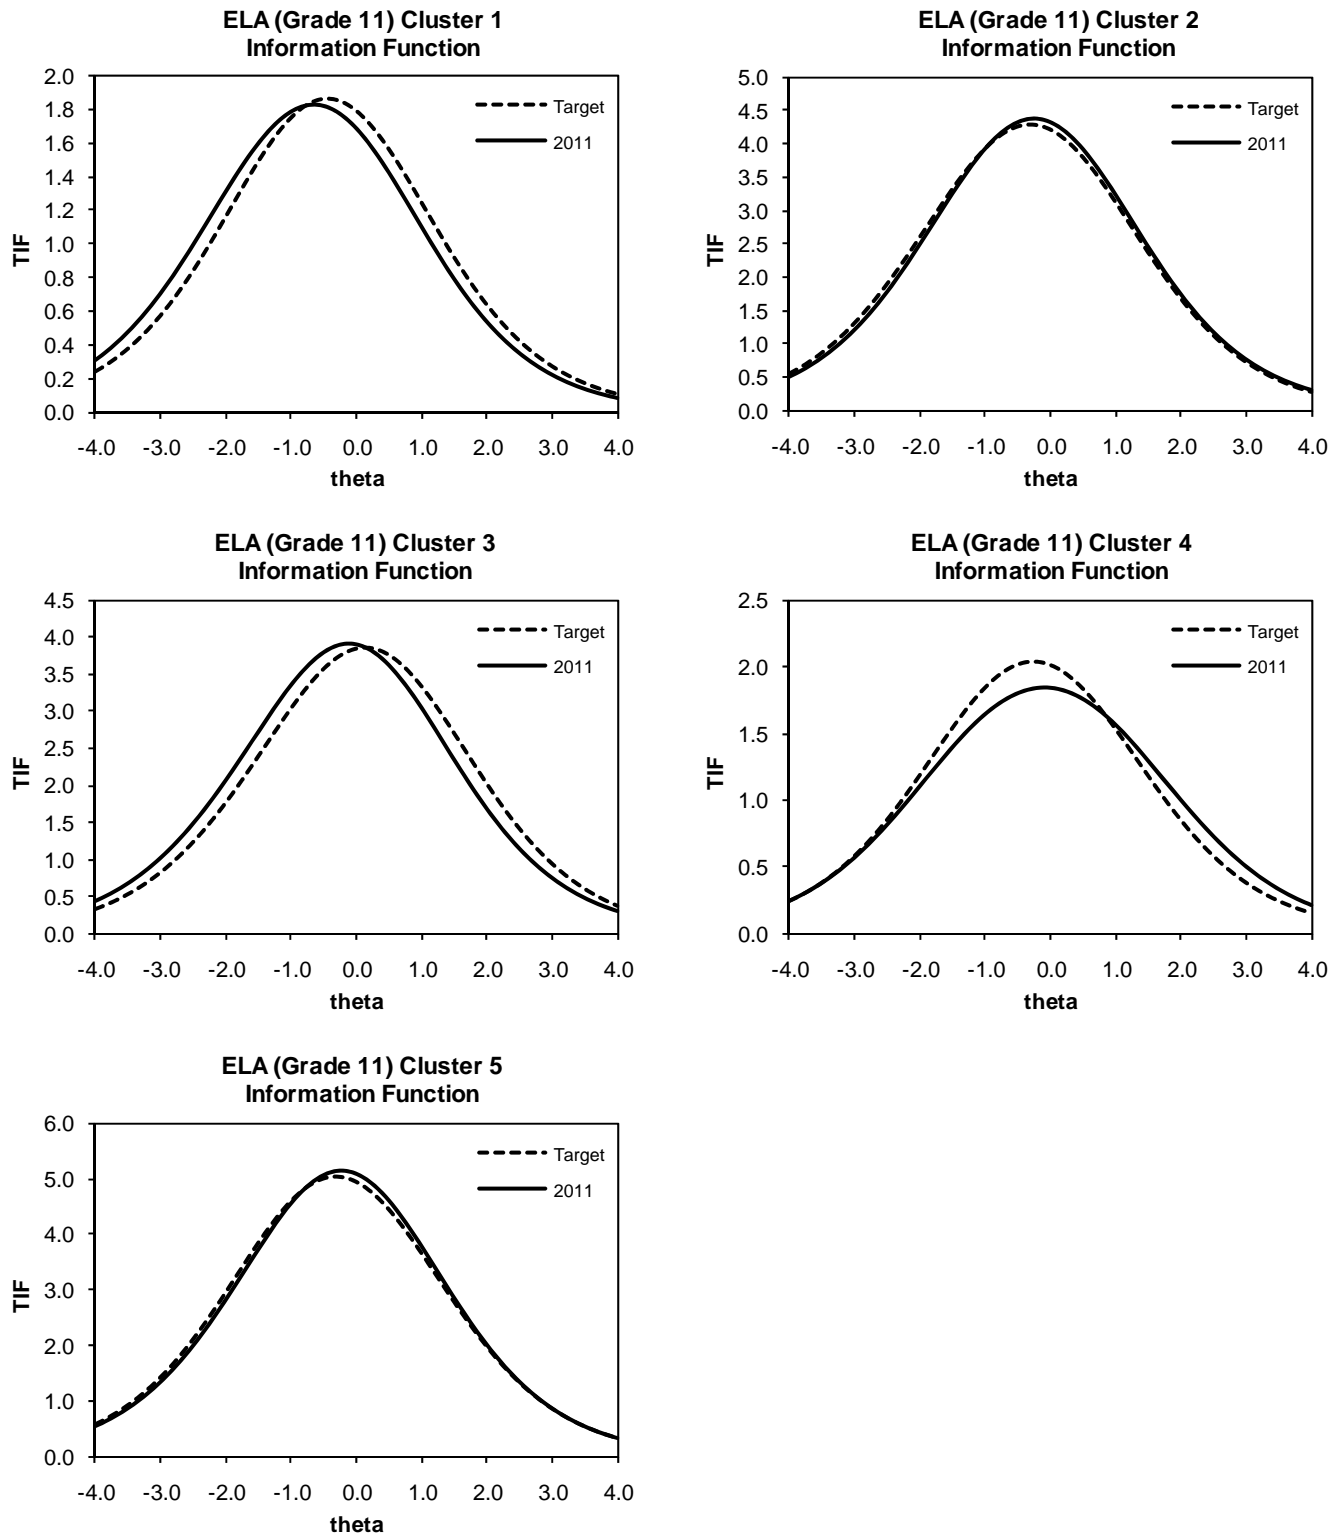 ELA (Grade 11) Cluster 1
Information Function
2.0
1.8
1.6
1.4
1.2
1.0
0.8
0.6
0.4
0.2
0.0
TIF
Target
2011
-4.0 -3.0 -2.0 -1.0 0.0 1.0 2.0 3.0 4.0
theta
ELA (Grade 11) Cluster 2
Information Function
5.0
4.5
4.0
3.5
3.0
2.5
2.0
1.5
1.0
0.5
0.0
TIF
Target
2011
-4.0 -3.0 -2.0 -1.0 0.0 1.0 2.0 3.0 4.0
theta
ELA (Grade 11) Cluster 3
Information Function
4.5
4.0
3.5
3.0
2.5
2.0
1.5
1.0
0.5
0.0
TIF
Target
2011
-4.0 -3.0 -2.0 -1.0 0.0 1.0 2.0 3.0 4.0
theta
ELA (Grade 11) Cluster 4
Information Function
2.5
2.0
1.5
1.0
0.5
0.0
TIF
Target
2011
-4.0 -3.0 -2.0 -1.0 0.0 1.0 2.0 3.0 4.0
theta
ELA (Grade 11) Cluster 5
Information Function
6.0
5.0
4.0
3.0
2.0
1.0
0.0
TIF
Target
2011
-4.0 -3.0 -2.0 -1.0 0.0 1.0 2.0 3.0 4.0
theta